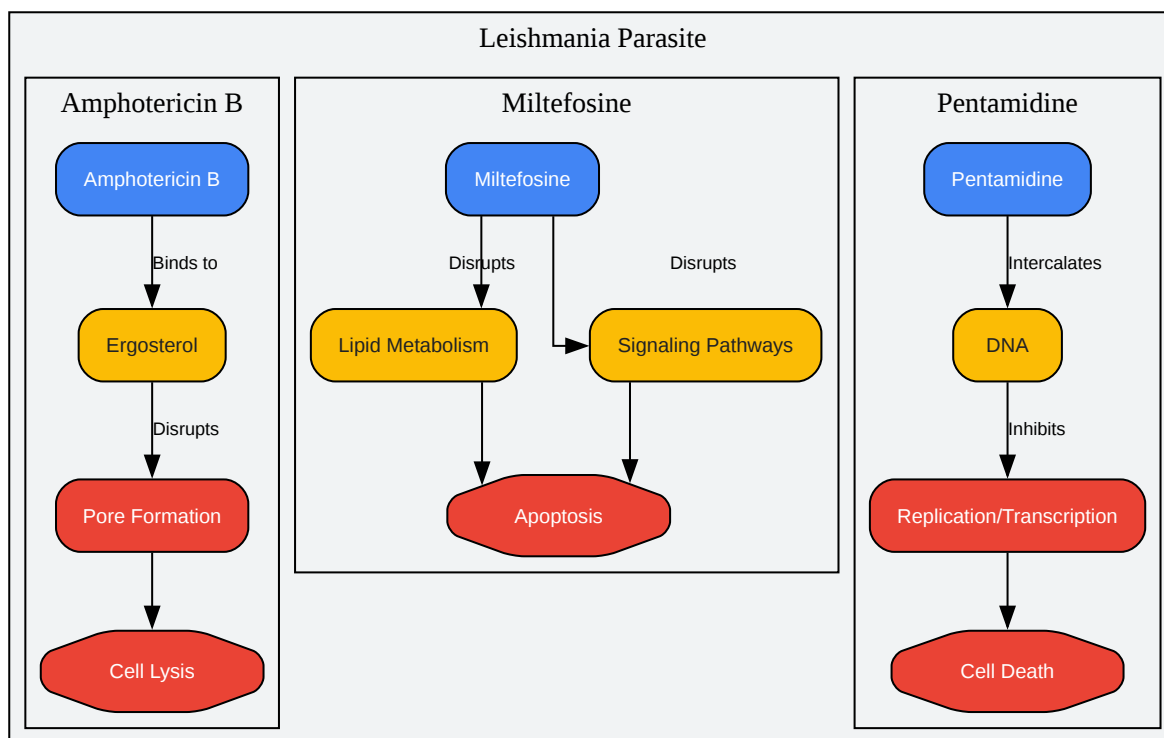 Leishmania Parasite
Amphotericin B
Amphotericin B
Binds to
Ergosterol
Disrupts
Pore Formation
Cell Lysis
Miltefosine
Miltefosine
Disrupts
Disrupts
Lipid Metabolism
Signaling Pathways
Apoptosis
Pentamidine
Pentamidine
Intercalates
DNA
Inhibits
Replication/Transcription
Cell Death